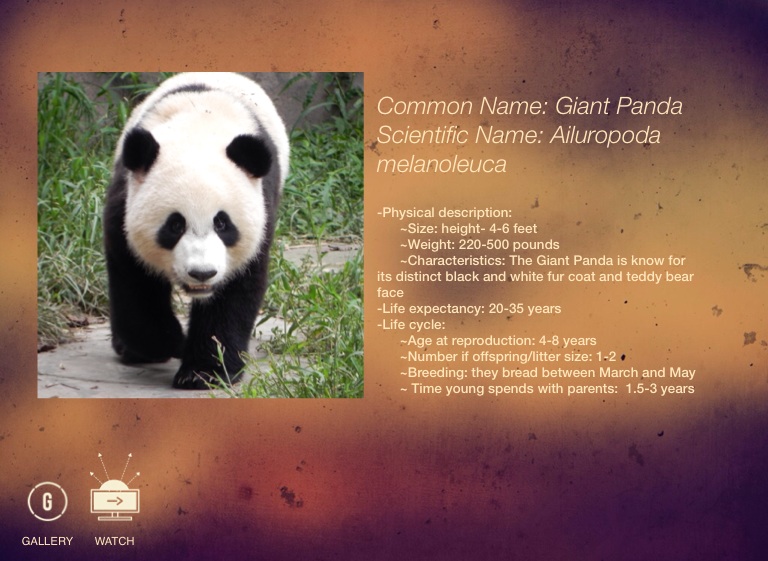 Common Name: Giant Panda
Scientific Name: Ailuropoda
melanoleuca
-Physical description:
~Size: height- 4-6 feet
~Weight: 220-500 pounds
~Characteristics: The Giant Panda is know for
its distinct black and white fur coat and teddy bear
face
-Life expectancy: 20-35 years
-Life cycle:
~Age at reproduction: 4-8 years
~Number if offspring/litter size: 1-2
~Breeding: they bread between March and May
~ Time young spends with parents: 1.5-3 years
G
GALLERY WATCH